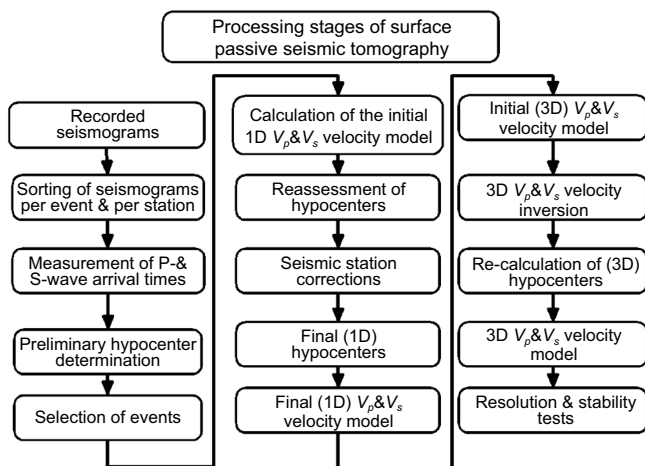 Processing stages of surface
passive seismic tomography
Recorded
seismograms
Sorting of seismograms
per event & per station
Measurement of P-&
S-wave arrival times
Preliminary hypocenter
determination
Selection of events
Calculation of the initial
1D Vp&Vs velocity model
Reassessment of
hypocenters
Seismic station
corrections
Final (1D)
hypocenters
Final (1D) Vp&Vs
velocity model
Initial (3D) Vp&Vs
velocity model
3D Vp&Vs velocity
inversion
Re-calculation of (3D)
hypocenters
3D Vp&Vs velocity
model
Resolution & stability
tests